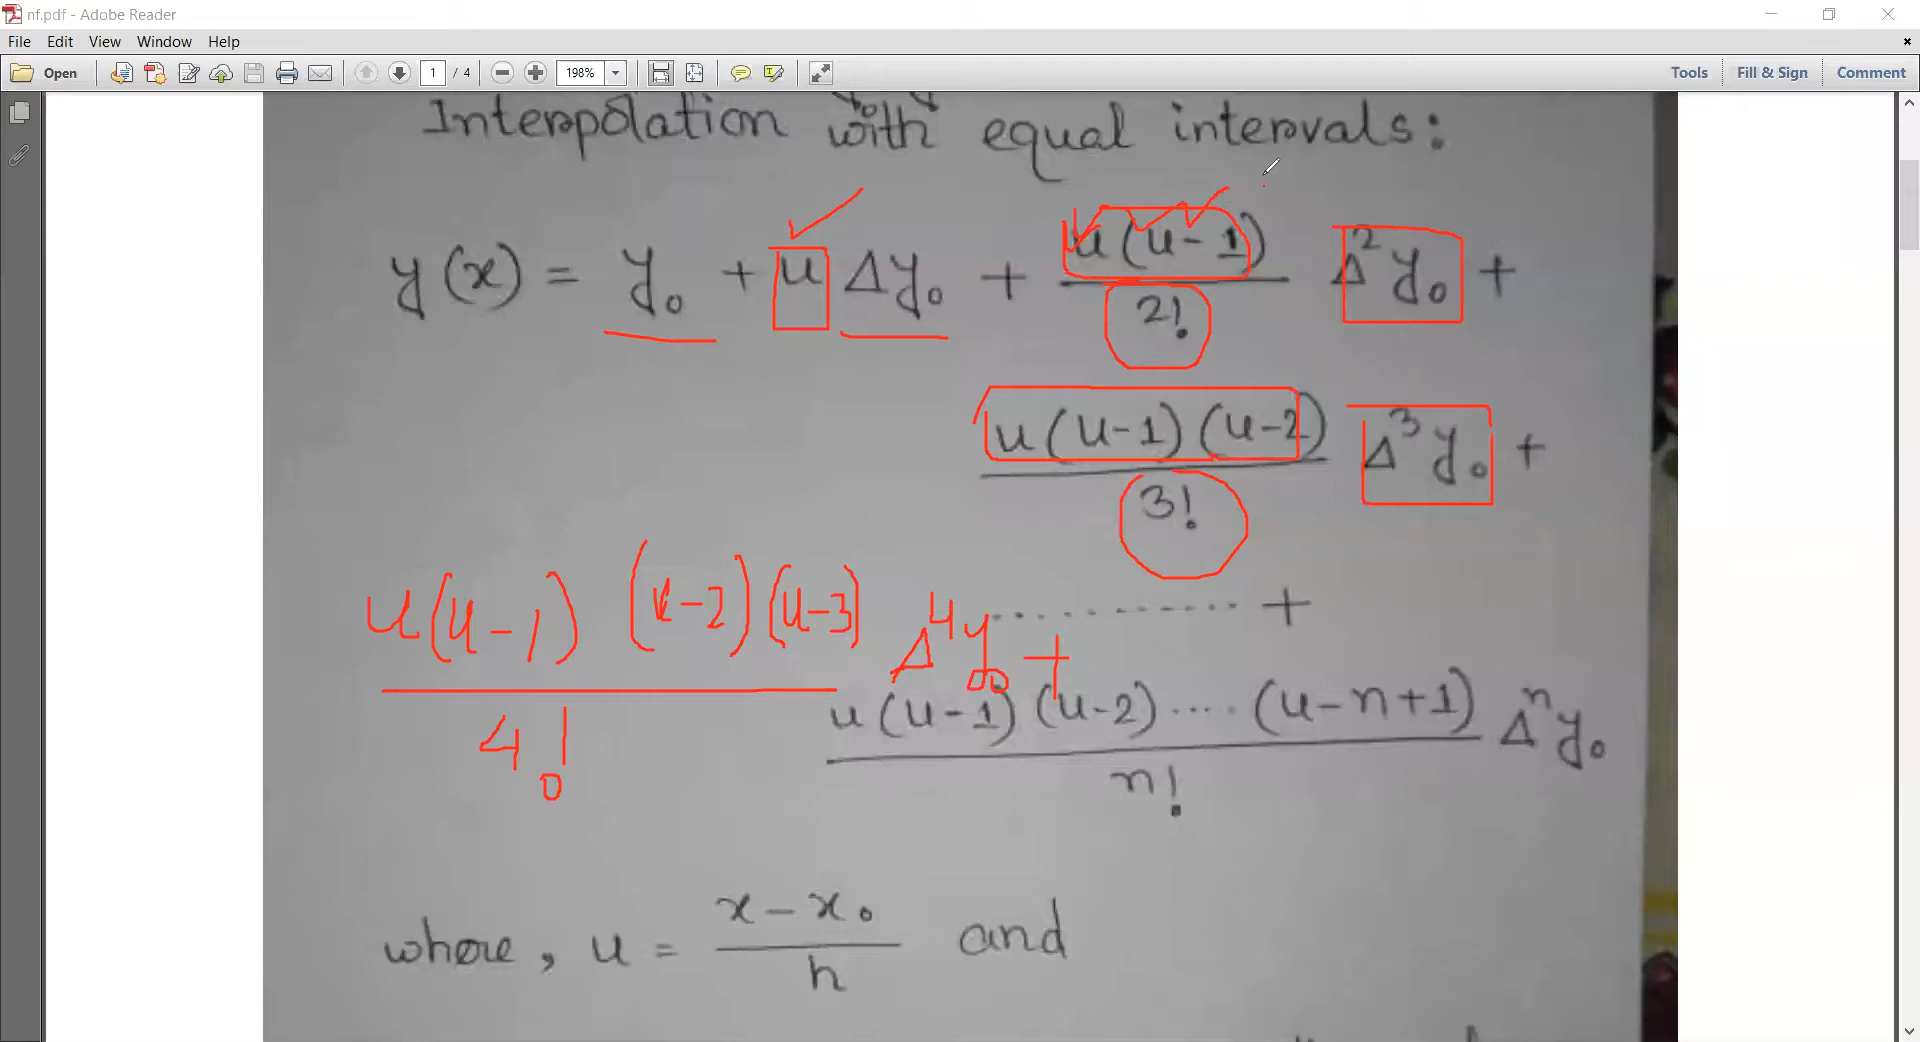 nf.pdf - Adobe Reader
File Edit View Window Help
Open 1 / 4 198% Tools Fill & Sign Comment
Interpolation with equal intervals:
y(x) = y₀ + u Δy₀ + u(u-1)/2! Δ²y₀ +
u(u-1)(u-2)/3! Δ³y₀ +
............ +
u(u-1) (u-2)(u-3)/4! Δ⁴y₀ +
u(u-1)(u-2)....(u-n+1)/n! Δⁿy₀
where, u = x-x₀/h and